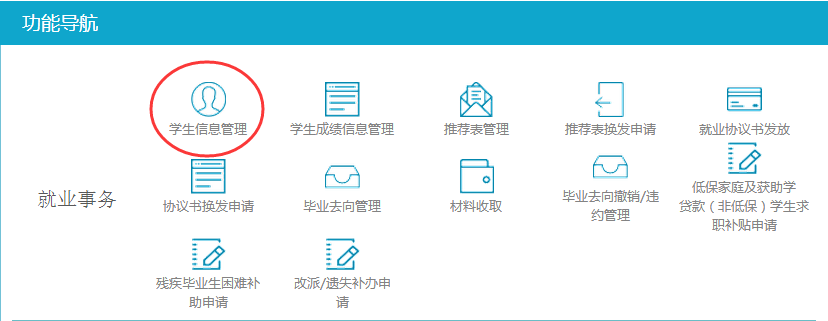 功能导航
学生信息管理
学生成绩信息管理
推荐表管理
推荐表换发申请
就业协议书发放
就业事务
协议书换发申请
毕业去向管理
材料收取
毕业去向撤销/违
约管理
低保家庭及获助学
贷款（非低保）学生求
职补贴申请
残疾毕业生困难补
助申请
改派/遗失补办申
请